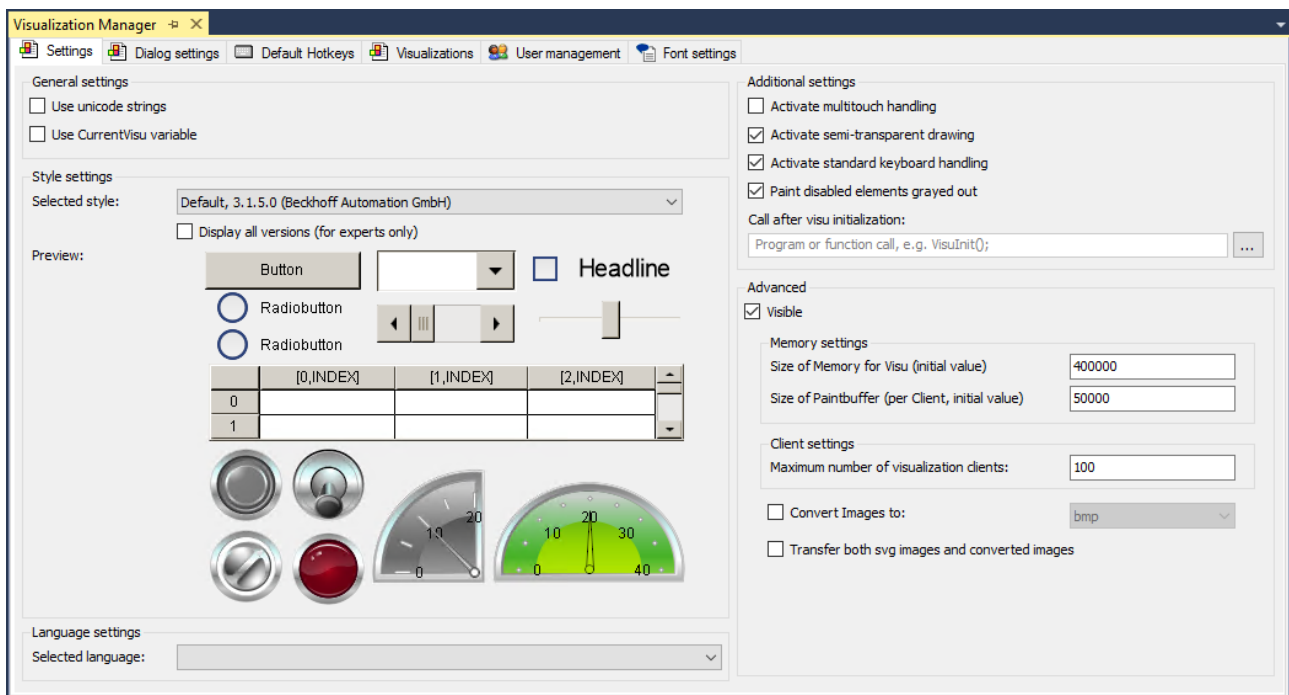 Visualization Manager
Settings Dialog settings Default Hotkeys Visualizations User management Font settings
General settings
Use unicode strings
Use CurrentVisu variable
Style settings
Selected style: Default, 3.1.5.0 (Beckhoff Automation GmbH)
Display all versions (for experts only)
Preview:
Button Headline
Radiobutton
Radiobutton
[0,INDEX] [1,INDEX] [2,INDEX]
0
1
0 10 20
0 10 20 30 40
Language settings
Selected language:
Additional settings
Activate multitouch handling
Activate semi-transparent drawing
Activate standard keyboard handling
Paint disabled elements grayed out
Call after visu initialization:
Program or function call, e.g. VisuInit();
...
Advanced
Visible
Memory settings
Size of Memory for Visu (initial value) 400000
Size of Paintbuffer (per Client, initial value) 50000
Client settings
Maximum number of visualization clients: 100
Convert Images to: bmp
Transfer both svg images and converted images